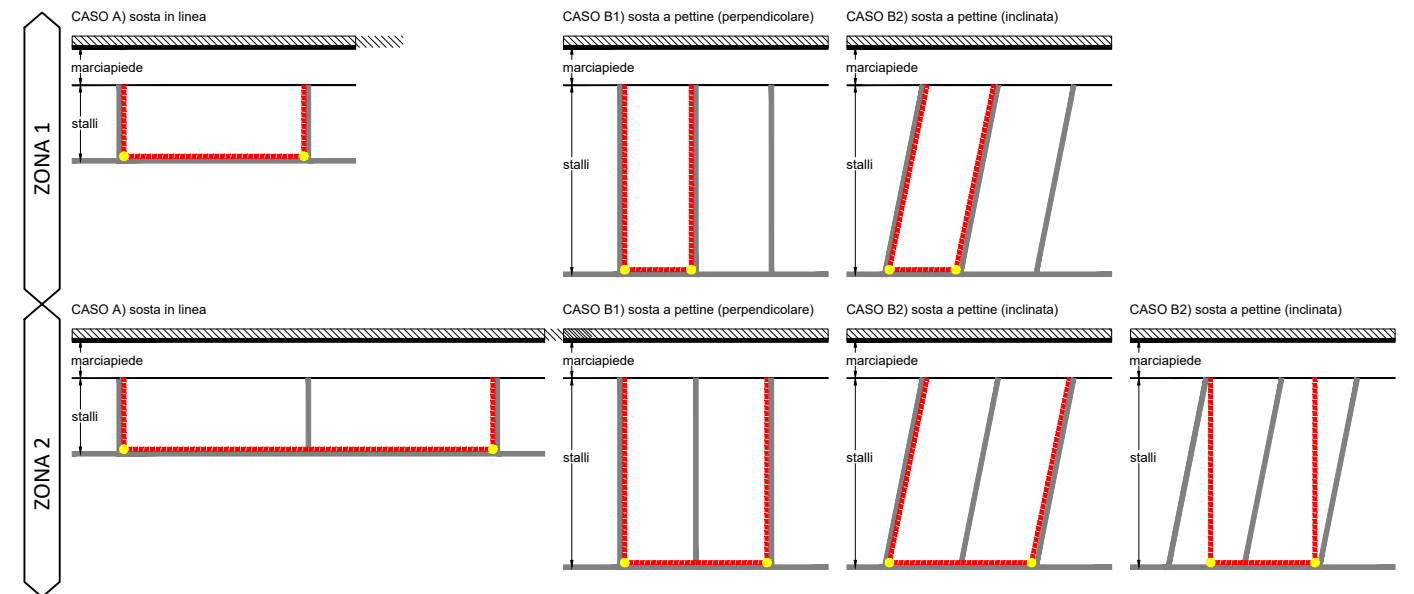 ZONA 1
CASO A) sosta in linea
marciapiede
stalli
CASO B1) sosta a pettine (perpendicolare)
marciapiede
stalli
CASO B2) sosta a pettine (inclinata)
marciapiede
stalli
ZONA 2
CASO A) sosta in linea
marciapiede
stalli
CASO B1) sosta a pettine (perpendicolare)
marciapiede
stalli
CASO B2) sosta a pettine (inclinata)
marciapiede
stalli
CASO B2) sosta a pettine (inclinata)
marciapiede
stalli